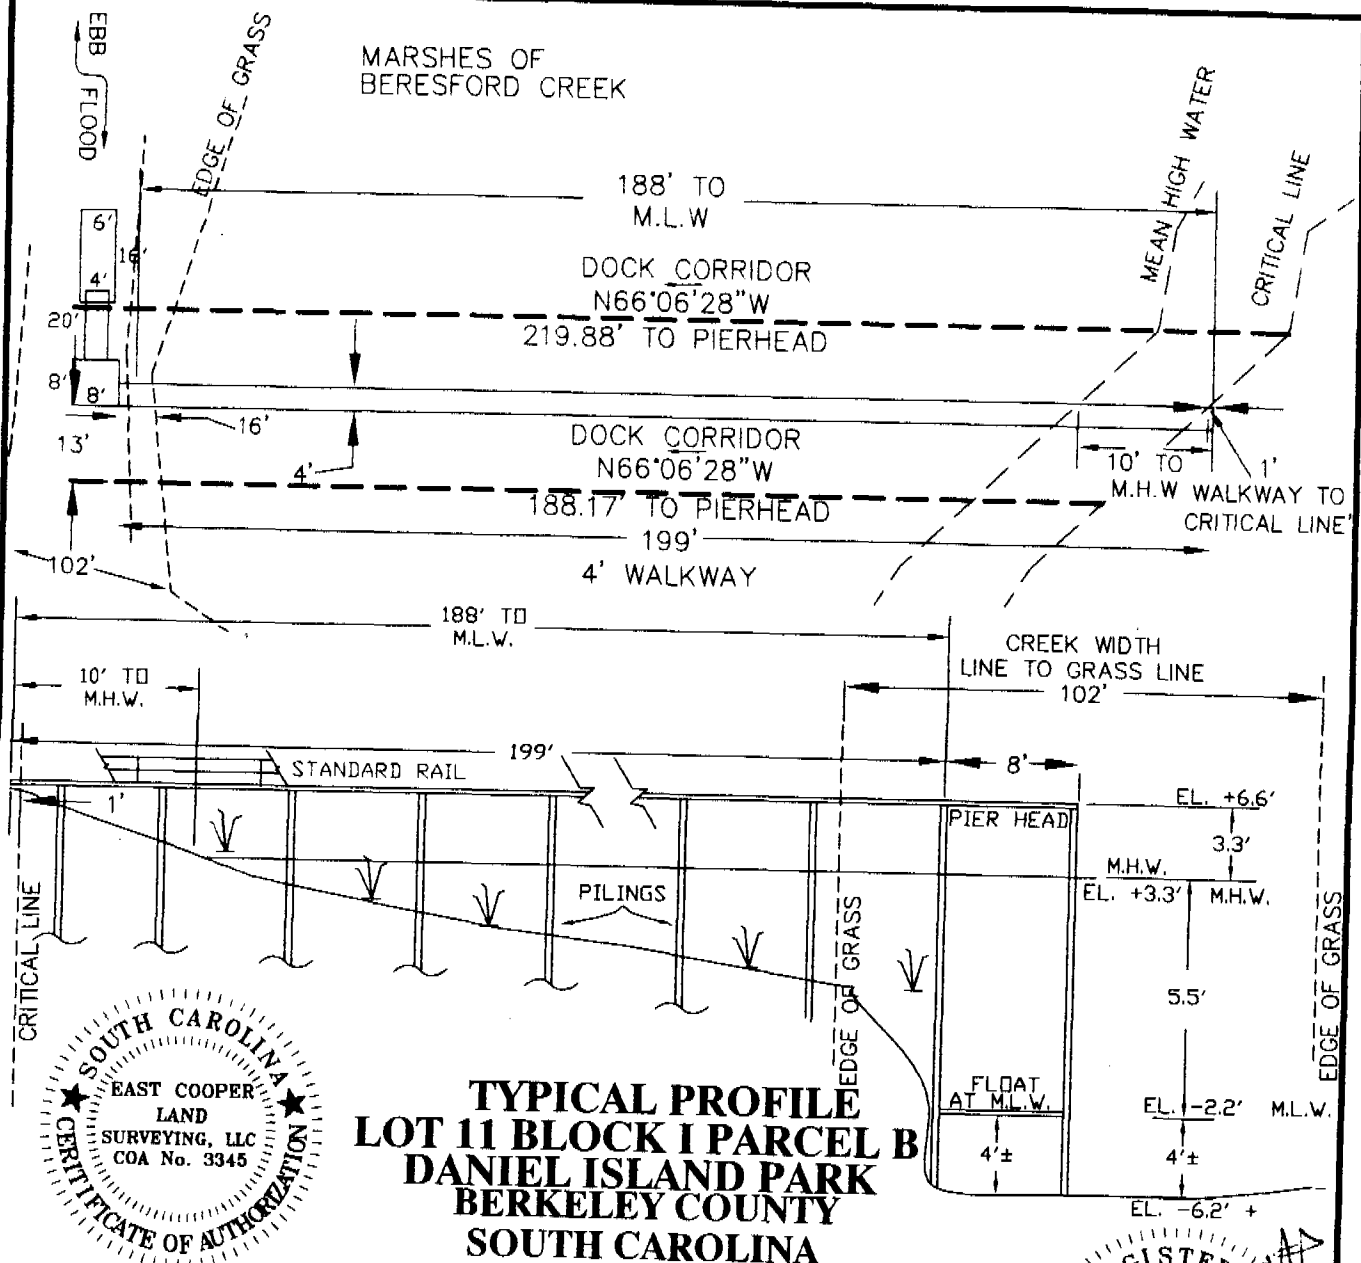 EBB
FLOOD
EDGE OF GRASS
MARSHES OF
BERESFORD CREEK
MEAN HIGH WATER
CRITICAL LINE
188' TO
M.L.W
6'
16'
4'
DOCK CORRIDOR
N66°06'28"W
219.88' TO PIERHEAD
20'
8'
8'
13'
16'
4'
DOCK CORRIDOR
N66°06'28"W
188.17' TO PIERHEAD
10' TO
M.H.W
1'
WALKWAY TO
CRITICAL LINE
199'
4' WALKWAY
102'
188' TO
M.L.W.
CREEK WIDTH
LINE TO GRASS LINE
102'
10' TO
M.H.W.
199'
8'
STANDARD RAIL
1'
PIER HEAD
EL. +6.6'
3.3'
M.H.W.
EL. +3.3' M.H.W.
PILINGS
CRITICAL LINE
EDGE OF GRASS
EDGE OF GRASS
5.5'
FLOAT
AT M.L.W.
EL. -2.2' M.L.W.
4'±
4'±
EL. -6.2' +
SOUTH CAROLINA
EAST COOPER
LAND
SURVEYING, LLC
COA No. 3345
CERITIFICATE OF AUTHORIZATION
TYPICAL PROFILE
LOT 11 BLOCK I PARCEL B
DANIEL ISLAND PARK
BERKELEY COUNTY
SOUTH CAROLINA